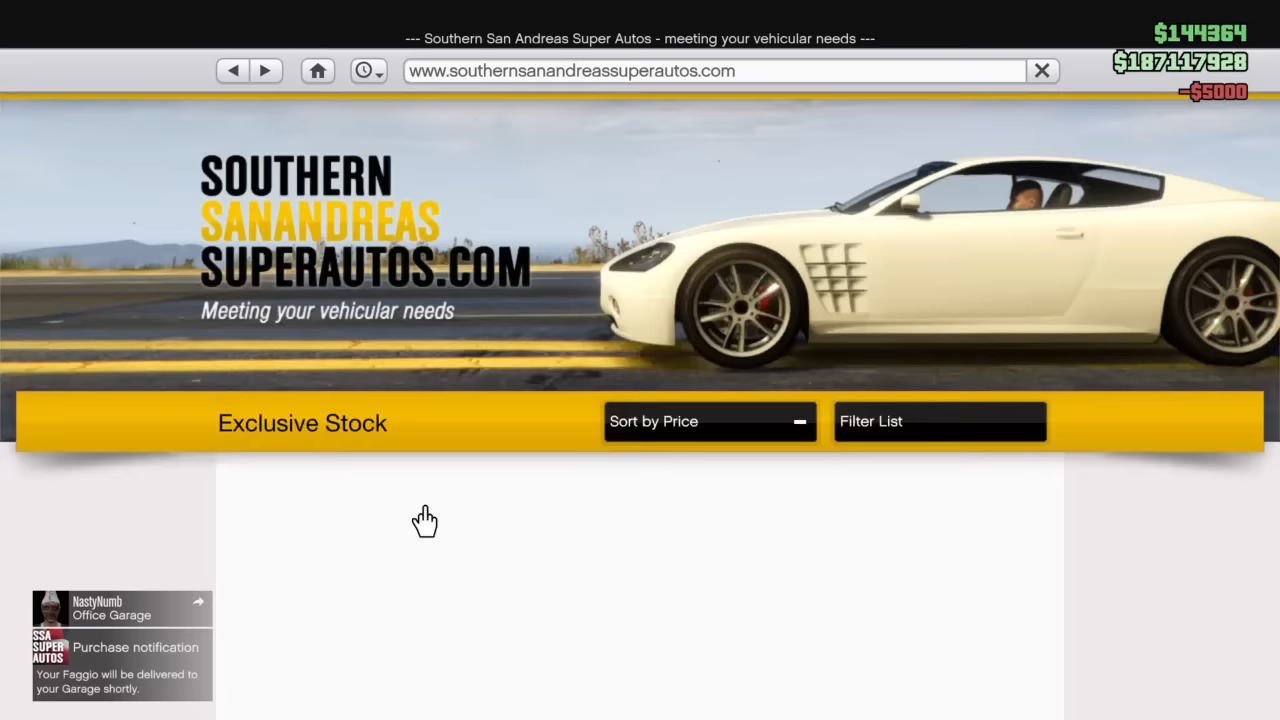 --- Southern San Andreas Super Autos - meeting your vehicular needs ---
$144364
www.southernsanandreassuperautos.com
$187117928
-$5000
SOUTHERN
SANANDREAS
SUPERAUTOS.COM
Meeting your vehicular needs
Exclusive Stock
Sort by Price
Filter List
NastyNumb
Office Garage
SSA
SUPER
AUTOS
Purchase notification
Your Faggio will be delivered to
your Garage shortly.